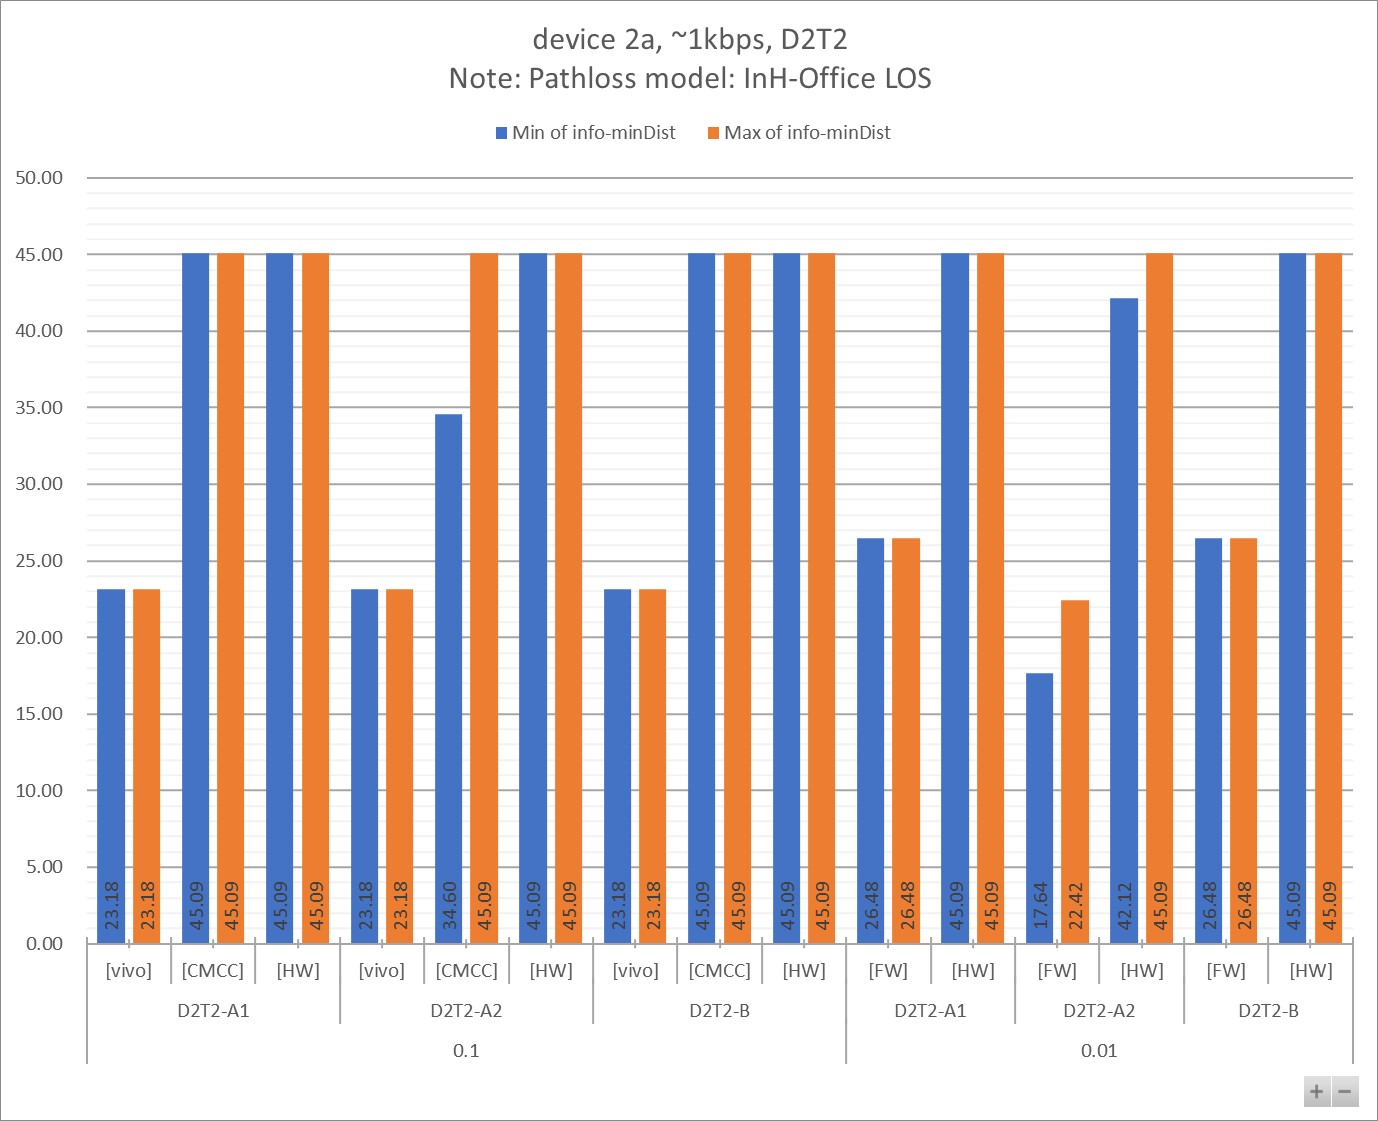 device 2a, ~1kbps, D2T2
Note: Pathloss model: InH-Office LOS
Min of info-minDist Max of info-minDist
50.00
45.00
40.00
35.00
30.00
25.00
20.00
15.00
10.00
5.00
0.00
23.18 23.18 45.09 45.09 45.09 45.09 23.18 23.18 34.60 45.09 45.09 45.09 23.18 23.18 45.09 45.09 45.09 45.09 26.48 26.48 45.09 45.09 17.64 22.42 42.12 45.09 26.48 26.48 45.09 45.09
[vivo] [CMCC] [HW] [vivo] [CMCC] [HW] [vivo] [CMCC] [HW] [FW] [HW] [FW] [HW] [FW] [HW]
D2T2-A1 D2T2-A2 D2T2-B D2T2-A1 D2T2-A2 D2T2-B
0.1 0.01
+ −